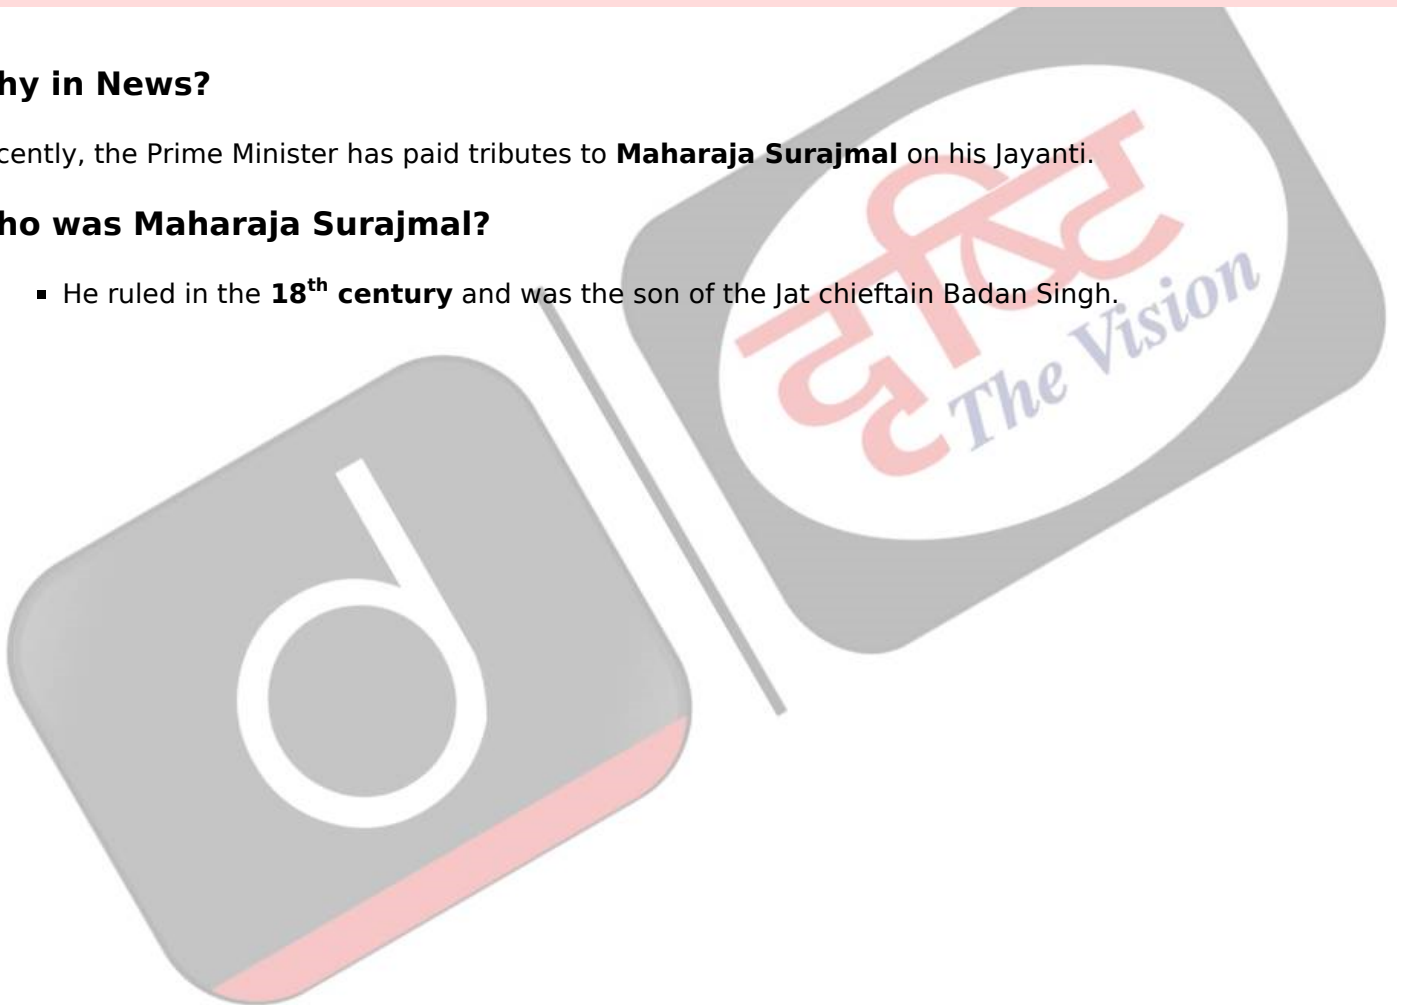 hy in News?
cently, the Prime Minister has paid tributes to Maharaja Surajmal on his Jayanti.
ho was Maharaja Surajmal?
▪ He ruled in the 18th century and was the son of the Jat chieftain Badan Singh.
दृष्टि
The Vision
d